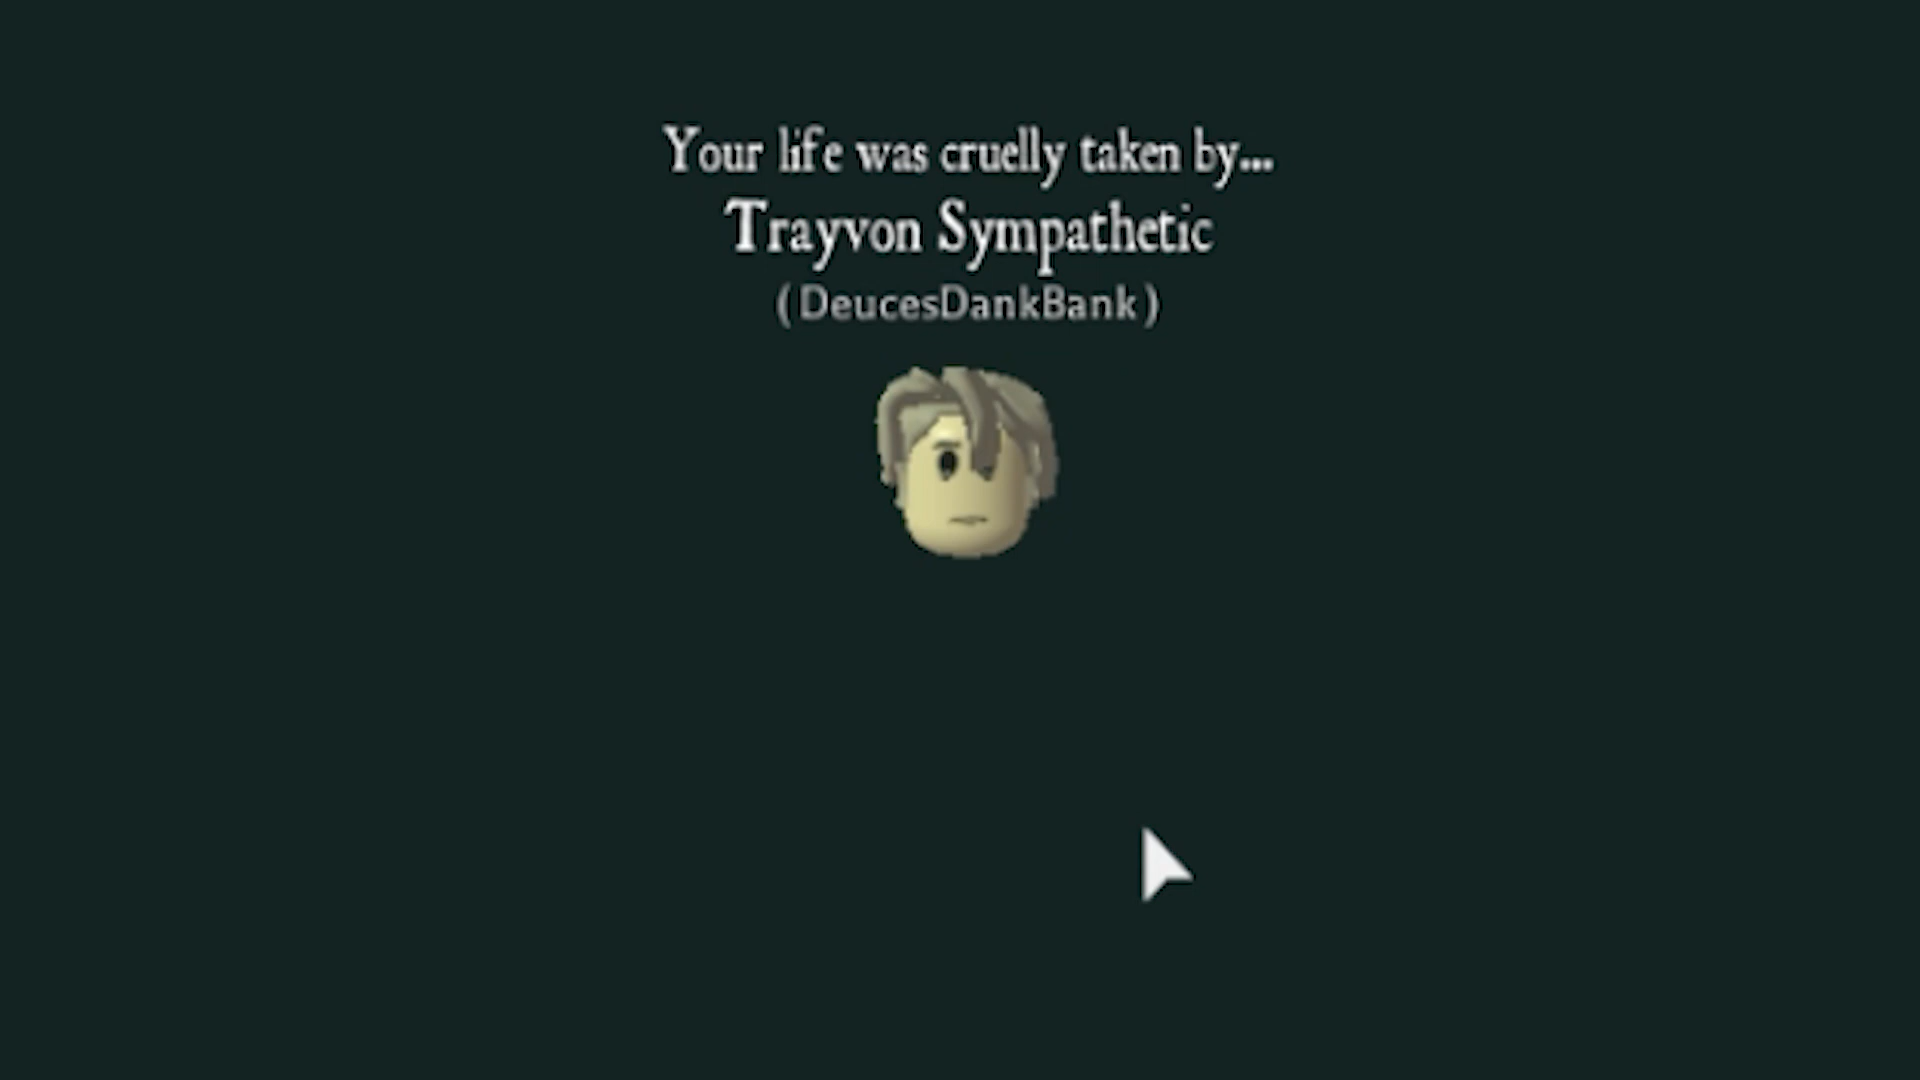 Your life was cruelly taken by...
Trayvon Sympathetic
(DeucesDankBank)